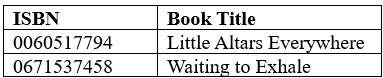 ISBN Book Title
0060517794 Little Altars Everywhere
0671537458 Waiting to Exhale